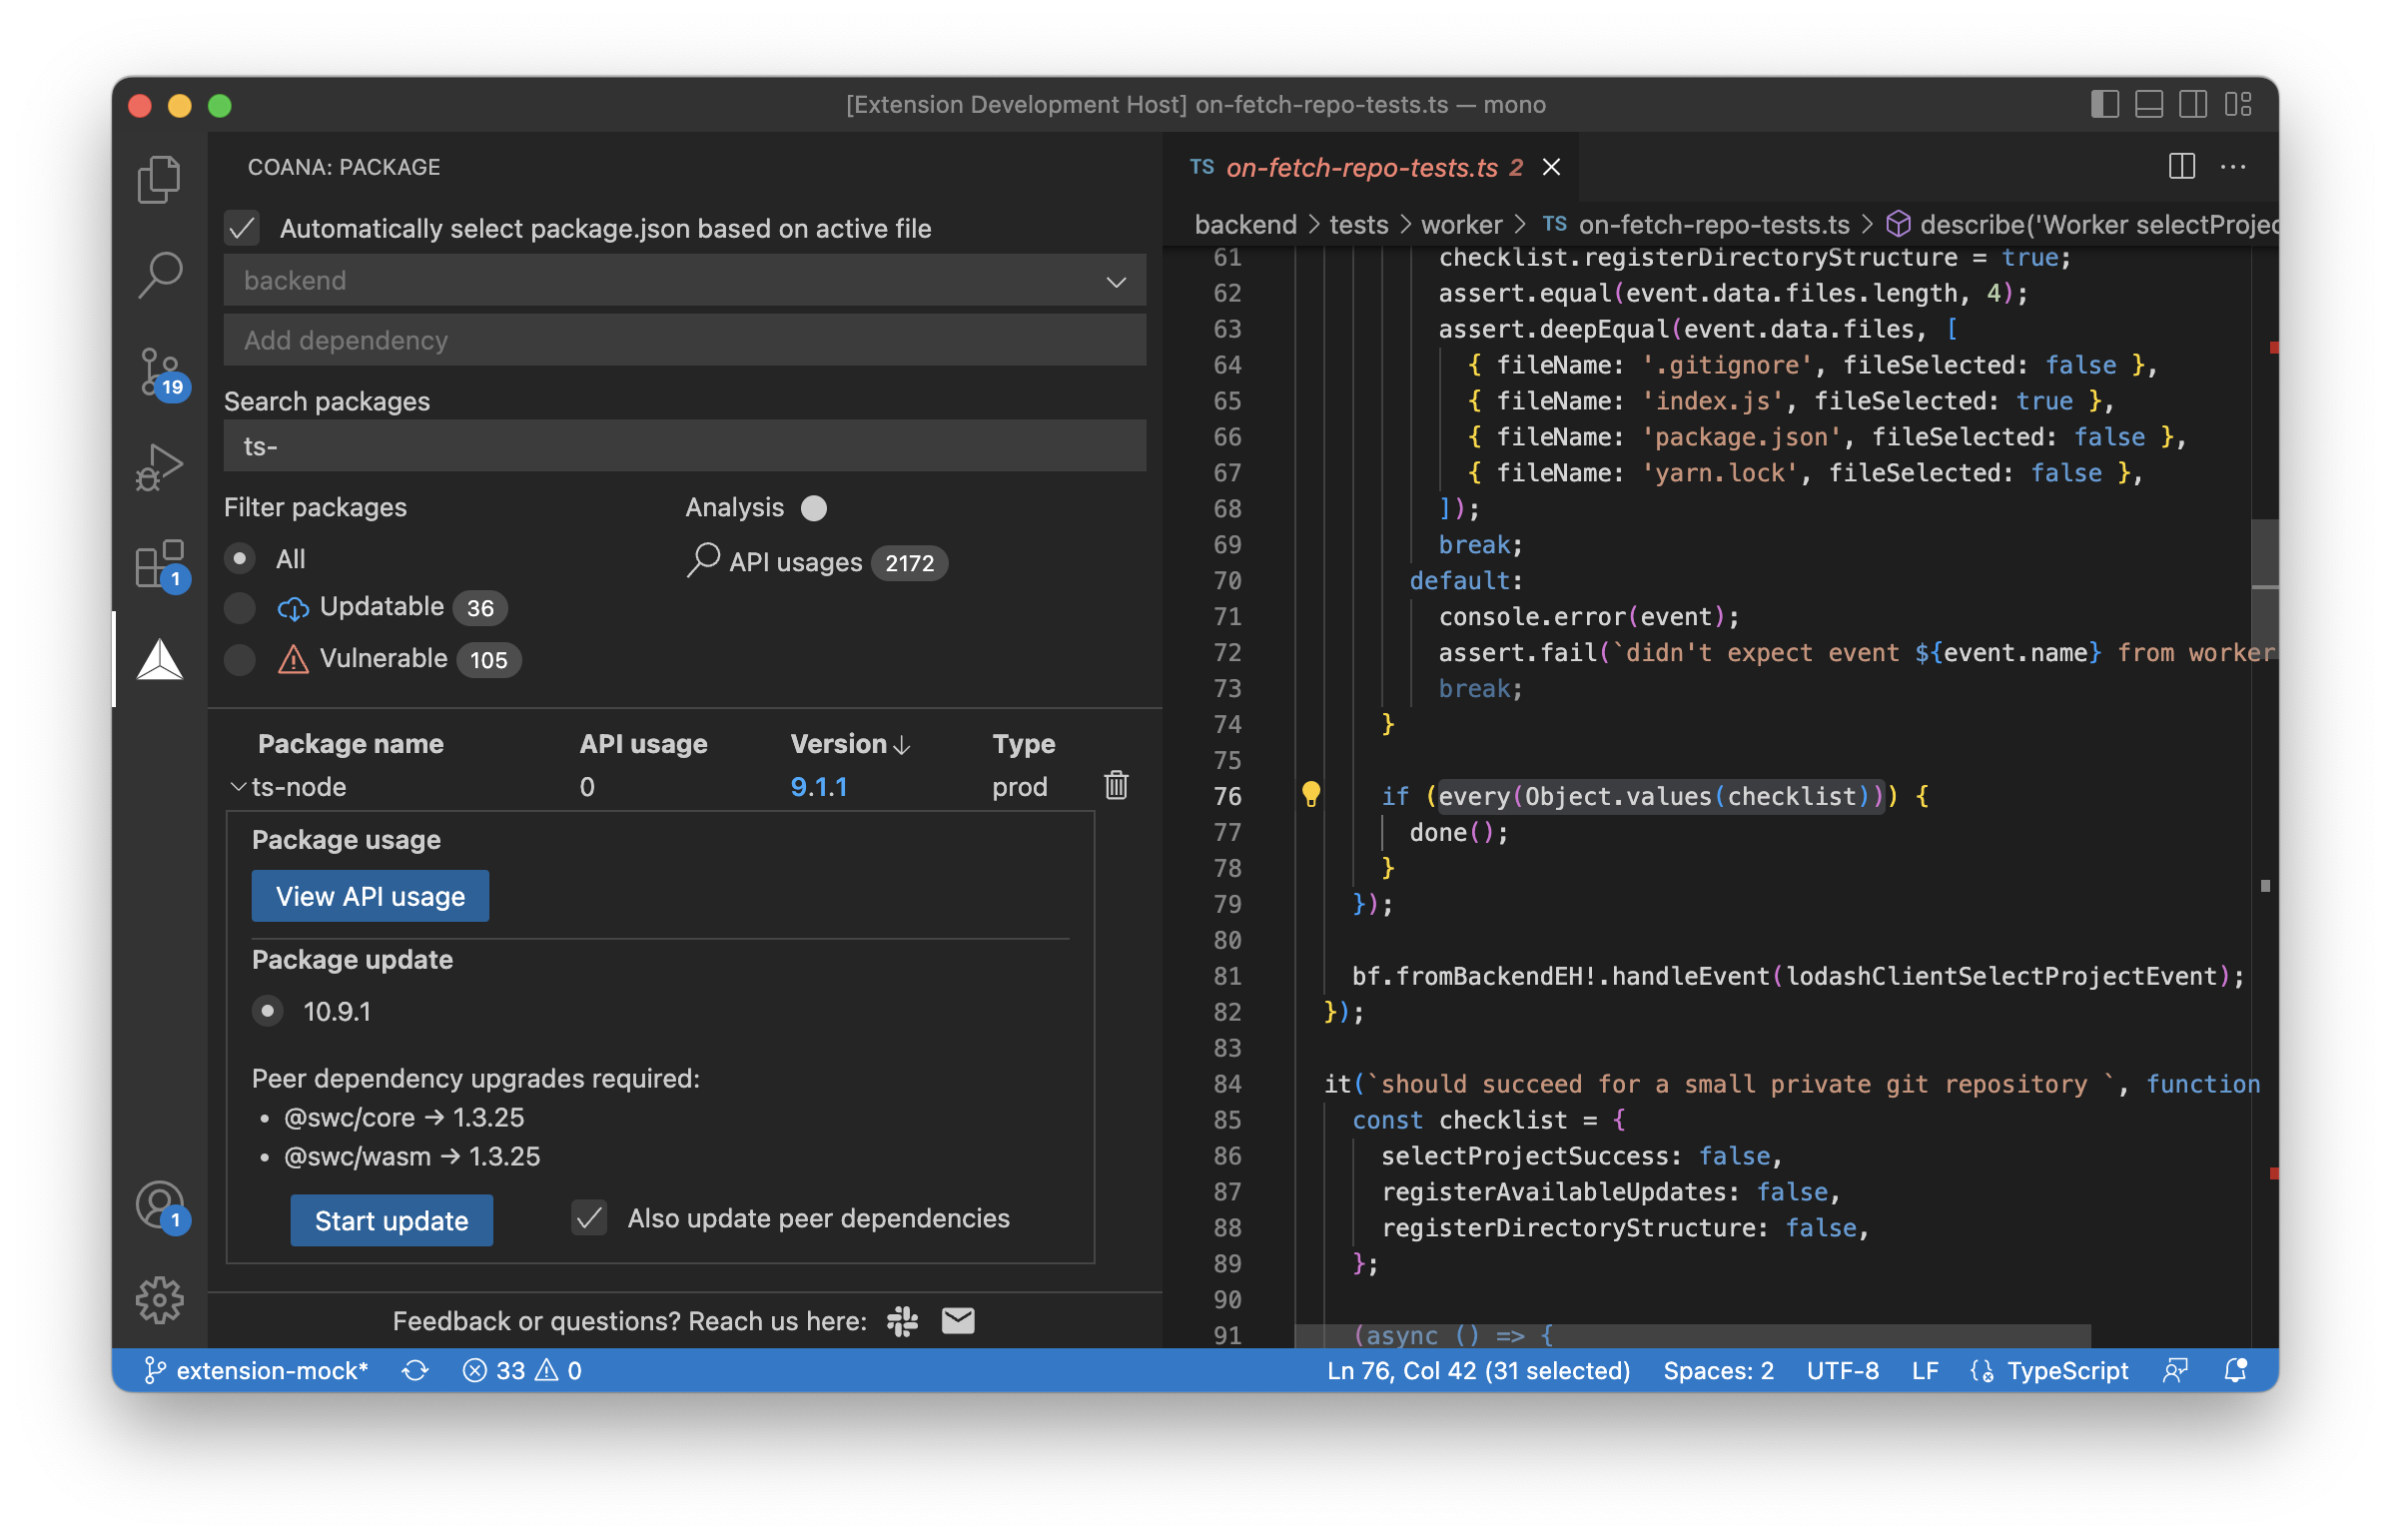 [Extension Development Host] on-fetch-repo-tests.ts — mono
COANA: PACKAGE
Automatically select package.json based on active file
backend
Add dependency
Search packages
ts-
Filter packages
Analysis
All
API usages 2172
Updatable 36
Vulnerable 105
Package name API usage Version↓ Type
ts-node 0 9.1.1 prod
Package usage
View API usage
Package update
10.9.1
Peer dependency upgrades required:
• @swc/core → 1.3.25
• @swc/wasm → 1.3.25
Start update
Also update peer dependencies
Feedback or questions? Reach us here:
19
1
1
TS on-fetch-repo-tests.ts 2
backend > tests > worker > TS on-fetch-repo-tests.ts > describe('Worker selectProjec
61 checklist.registerDirectoryStructure = true;
62 assert.equal(event.data.files.length, 4);
63 assert.deepEqual(event.data.files, [
64 { fileName: '.gitignore', fileSelected: false },
65 { fileName: 'index.js', fileSelected: true },
66 { fileName: 'package.json', fileSelected: false },
67 { fileName: 'yarn.lock', fileSelected: false },
68 ]);
69 break;
70 default:
71 console.error(event);
72 assert.fail(`didn't expect event ${event.name} from worker
73 break;
74 }
75
76 if (every(Object.values(checklist))) {
77 done();
78 }
79 });
80
81 bf.fromBackendEH!.handleEvent(lodashClientSelectProjectEvent);
82 });
83
84 it(`should succeed for a small private git repository `, function
85 const checklist = {
86 selectProjectSuccess: false,
87 registerAvailableUpdates: false,
88 registerDirectoryStructure: false,
89 };
90
91 (async () => {
extension-mock* 33 0
Ln 76, Col 42 (31 selected) Spaces: 2 UTF-8 LF TypeScript